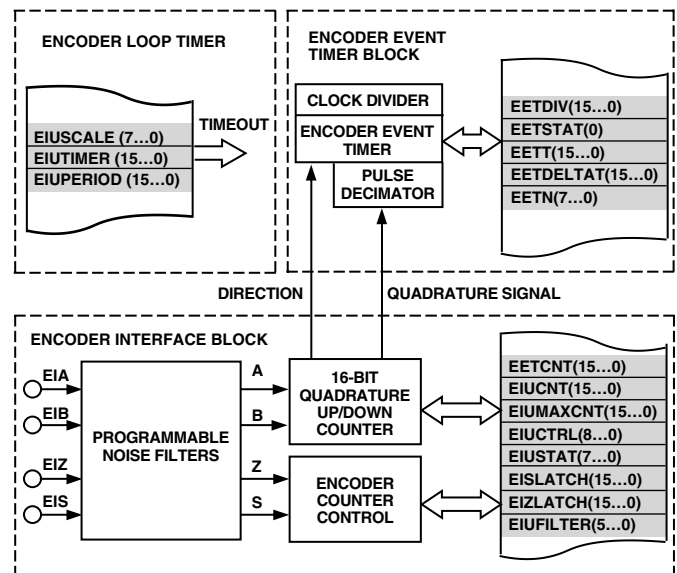 ENCODER LOOP TIMER
EIUSCALE (7...0)
EIUTIMER (15...0)
EIUPERIOD (15...0)
TIMEOUT
ENCODER EVENT
TIMER BLOCK
CLOCK DIVIDER
ENCODER EVENT
TIMER
PULSE
DECIMATOR
EETDIV(15...0)
EETSTAT(0)
EETT(15...0)
EETDELTAT(15...0)
EETN(7...0)
DIRECTION
QUADRATURE SIGNAL
ENCODER INTERFACE BLOCK
EIA
EIB
EIZ
EIS
PROGRAMMABLE
NOISE FILTERS
A
B
Z
S
16-BIT
QUADRATURE
UP/DOWN
COUNTER
ENCODER
COUNTER
CONTROL
EETCNT(15...0)
EIUCNT(15...0)
EIUMAXCNT(15...0)
EIUCTRL(8...0)
EIUSTAT(7...0)
EISLATCH(15...0)
EIZLATCH(15...0)
EIUFILTER(5...0)